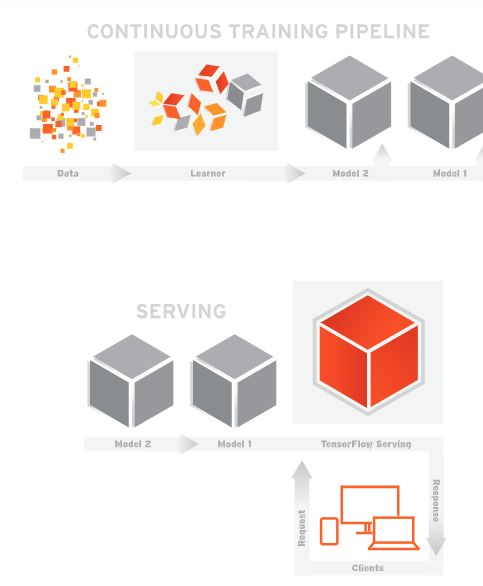 CONTINUOUS TRAINING PIPELINE
Data
Learner
Model 2
Model 1
SERVING
Model 2
Model 1
TensorFlow Serving
Request
Response
Clients